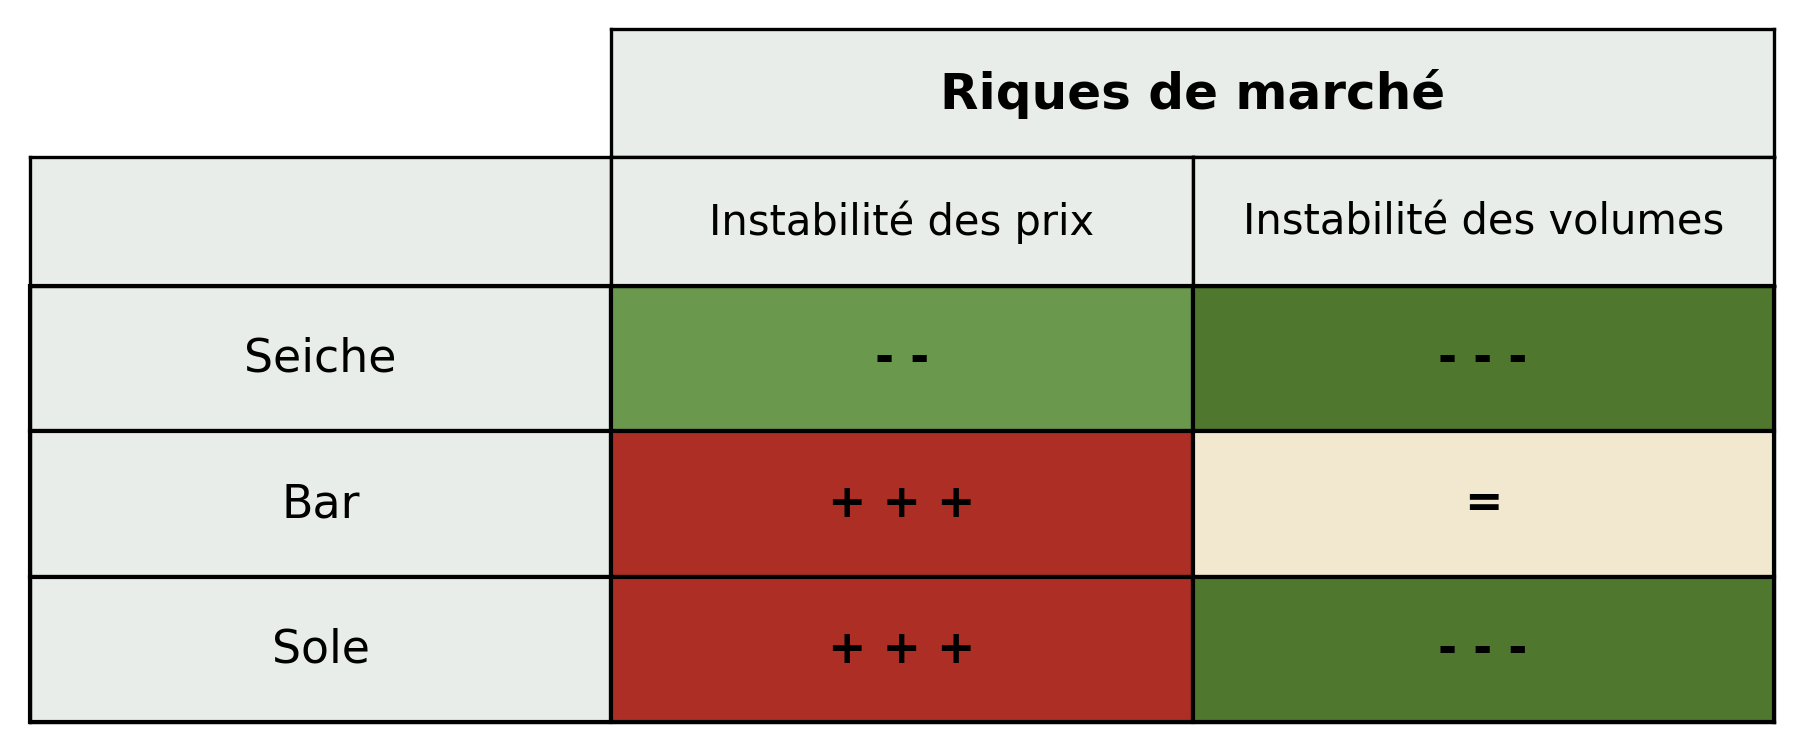 Riques de marché
Instabilité des prix Instabilité des volumes
Seiche - - - - -
Bar + + + =
Sole + + + - - -